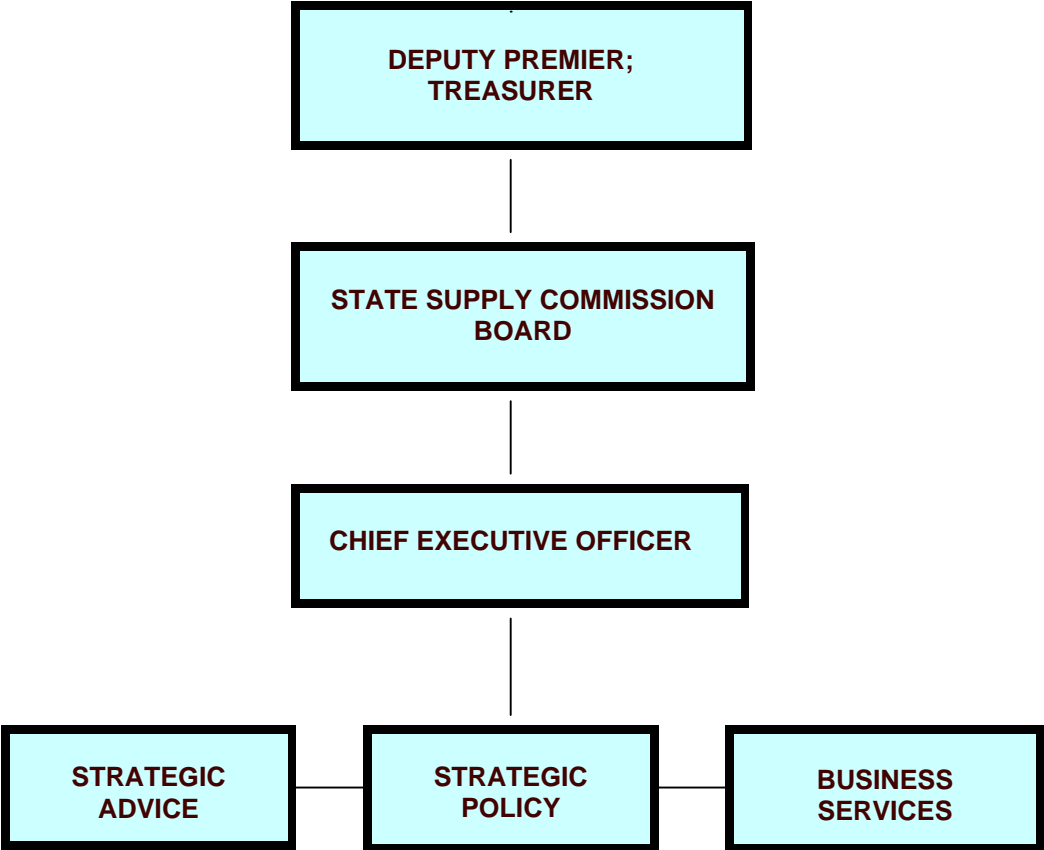 DEPUTY PREMIER;
TREASURER
STATE SUPPLY COMMISSION
BOARD
CHIEF EXECUTIVE OFFICER
STRATEGIC
ADVICE
STRATEGIC
POLICY
BUSINESS
SERVICES